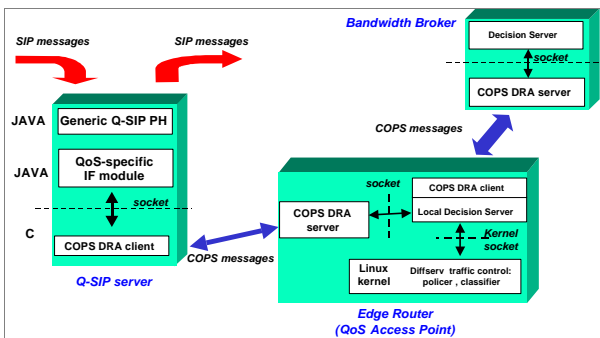 Bandwidth Broker
SIP messages
SIP messages
Decision Server
socket
COPS DRA server
JAVA
Generic Q-SIP PH
COPS messages
JAVA
QoS-specific
IF module
socket
C
COPS DRA client
Q-SIP server
COPS messages
socket
COPS DRA client
COPS DRA
server
Local Decision Server
Kernel
socket
Linux
kernel
Diffserv traffic control:
policer , classifier
Edge Router
(QoS Access Point)